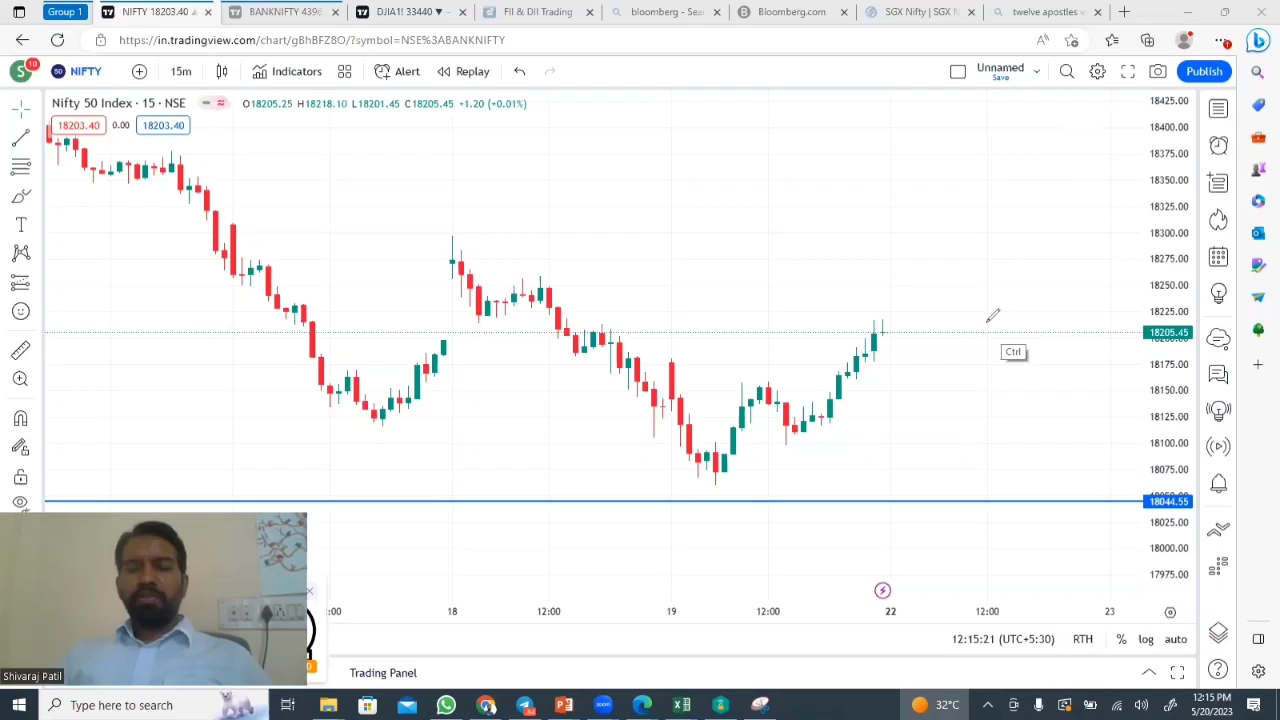 Group 1
NIFTY 18203.40
BANKNIFTY 4396
DJIA1! 33440 ▼
FII & DII Trading
bloomberg - Sea
Bloomberg.com
SGX Nifty | SGX N
twelve apostles w
https://in.tradingview.com/chart/gBhBFZ8O/?symbol=NSE%3ABANKNIFTY
S 10 50 NIFTY 15m Indicators Alert Replay Unnamed Save Publish
Nifty 50 Index · 15 · NSE O18205.25 H18218.10 L18201.45 C18205.45 +1.20 (+0.01%)
18203.40 0.00 18203.40
18425.00
18400.00
18375.00
18350.00
18325.00
18300.00
18275.00
18250.00
18225.00
18205.45
18200.00
Ctrl
18175.00
18150.00
18125.00
18100.00
18075.00
18044.55
18025.00
18000.00
17975.00
:00 18 12:00 19 12:00 22 12:00 23
12:15:21 (UTC+5:30) RTH % log auto
Shivaraj Patil
Trading Panel
Type here to search
zoom
32°C
12:15 PM
5/20/2023